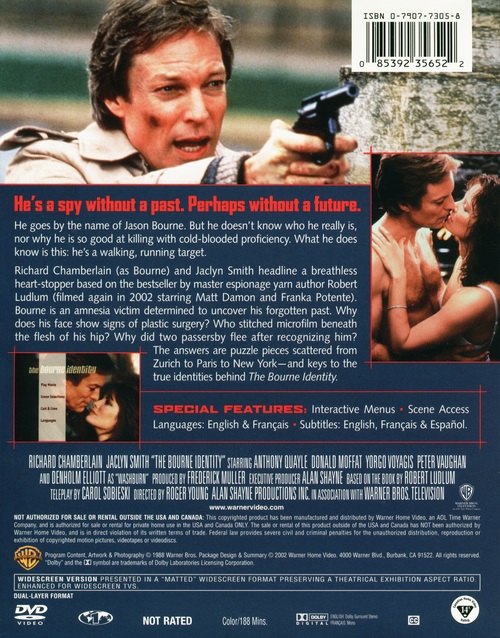 ISBN 0-7907-7305-8
0 85392 35652 2
He's a spy without a past. Perhaps without a future.
He goes by the name of Jason Bourne. But he doesn't know who he really is,
nor why he is so good at killing with cold-blooded proficiency. What he does
know is this: he's a walking, running target.
Richard Chamberlain (as Bourne) and Jaclyn Smith headline a breathless
heart-stopper based on the bestseller by master espionage yarn author Robert
Ludlum (filmed again in 2002 starring Matt Damon and Franka Potente).
Bourne is an amnesia victim determined to uncover his forgotten past. Why
does his face show signs of plastic surgery? Who stitched microfilm beneath
the flesh of his hip? Why did two passersby flee after recognizing him?
The answers are puzzle pieces scattered from
Zurich to Paris to New York—and keys to the
true identities behind The Bourne Identity.
the bourne identity
Play Movie
Scene Selections
Cast & Crew
Languages
SPECIAL FEATURES: Interactive Menus • Scene Access
Languages: English & Français • Subtitles: English, Français & Español.
RICHARD CHAMBERLAIN JACLYN SMITH "THE BOURNE IDENTITY" STARRING ANTHONY QUAYLE DONALD MOFFAT YORGO VOYAGIS PETER VAUGHAN
AND DENHOLM ELLIOTT AS "WASHBURN" PRODUCED BY FREDERICK MULLER EXECUTIVE PRODUCER ALAN SHAYNE BASED ON THE BOOK BY ROBERT LUDLUM
TELEPLAY BY CAROL SOBIESKI DIRECTED BY ROGER YOUNG ALAN SHAYNE PRODUCTIONS INC. IN ASSOCIATION WITH WARNER BROS. TELEVISION
www.warnervideo.com
NOT AUTHORIZED FOR SALE OR RENTAL OUTSIDE THE USA AND CANADA: This copyrighted product has been manufactured and distributed by Warner Home Video, an AOL Time Warner
Company, and is authorized for sale or rental for private home use in the USA and Canada ONLY. The sale or rental of this product outside of the USA and Canada has NOT been authorized by
Warner Home Video, and is in direct violation of its written terms of trade. Federal law provides severe civil and criminal penalties for the unauthorized distribution, reproduction or
exhibition of copyrighted motion pictures, videotapes or videodiscs.
Program Content, Artwork & Photography © 1988 Warner Bros. Package Design & Summary © 2002 Warner Home Video. 4000 Warner Blvd., Burbank, CA 91522. All rights reserved.
"Dolby" and the DD symbol are trademarks of Dolby Laboratories Licensing Corporation.
WIDESCREEN VERSION PRESENTED IN A "MATTED" WIDESCREEN FORMAT PRESERVING A THEATRICAL EXHIBITION ASPECT RATIO.
ENHANCED FOR WIDESCREEN TVS.
DUAL-LAYER FORMAT
DVD VIDEO
NOT RATED
Color/188 Mins.
DOLBY DIGITAL
ENGLISH: Dolby Surround Stereo
FRANÇAIS: Mono
CC